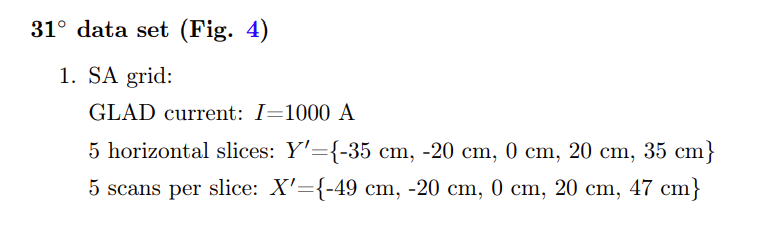 31° data set (Fig. 4)
1. SA grid:
GLAD current: I=1000 A
5 horizontal slices: Y′={-35 cm, -20 cm, 0 cm, 20 cm, 35 cm}
5 scans per slice: X′={-49 cm, -20 cm, 0 cm, 20 cm, 47 cm}